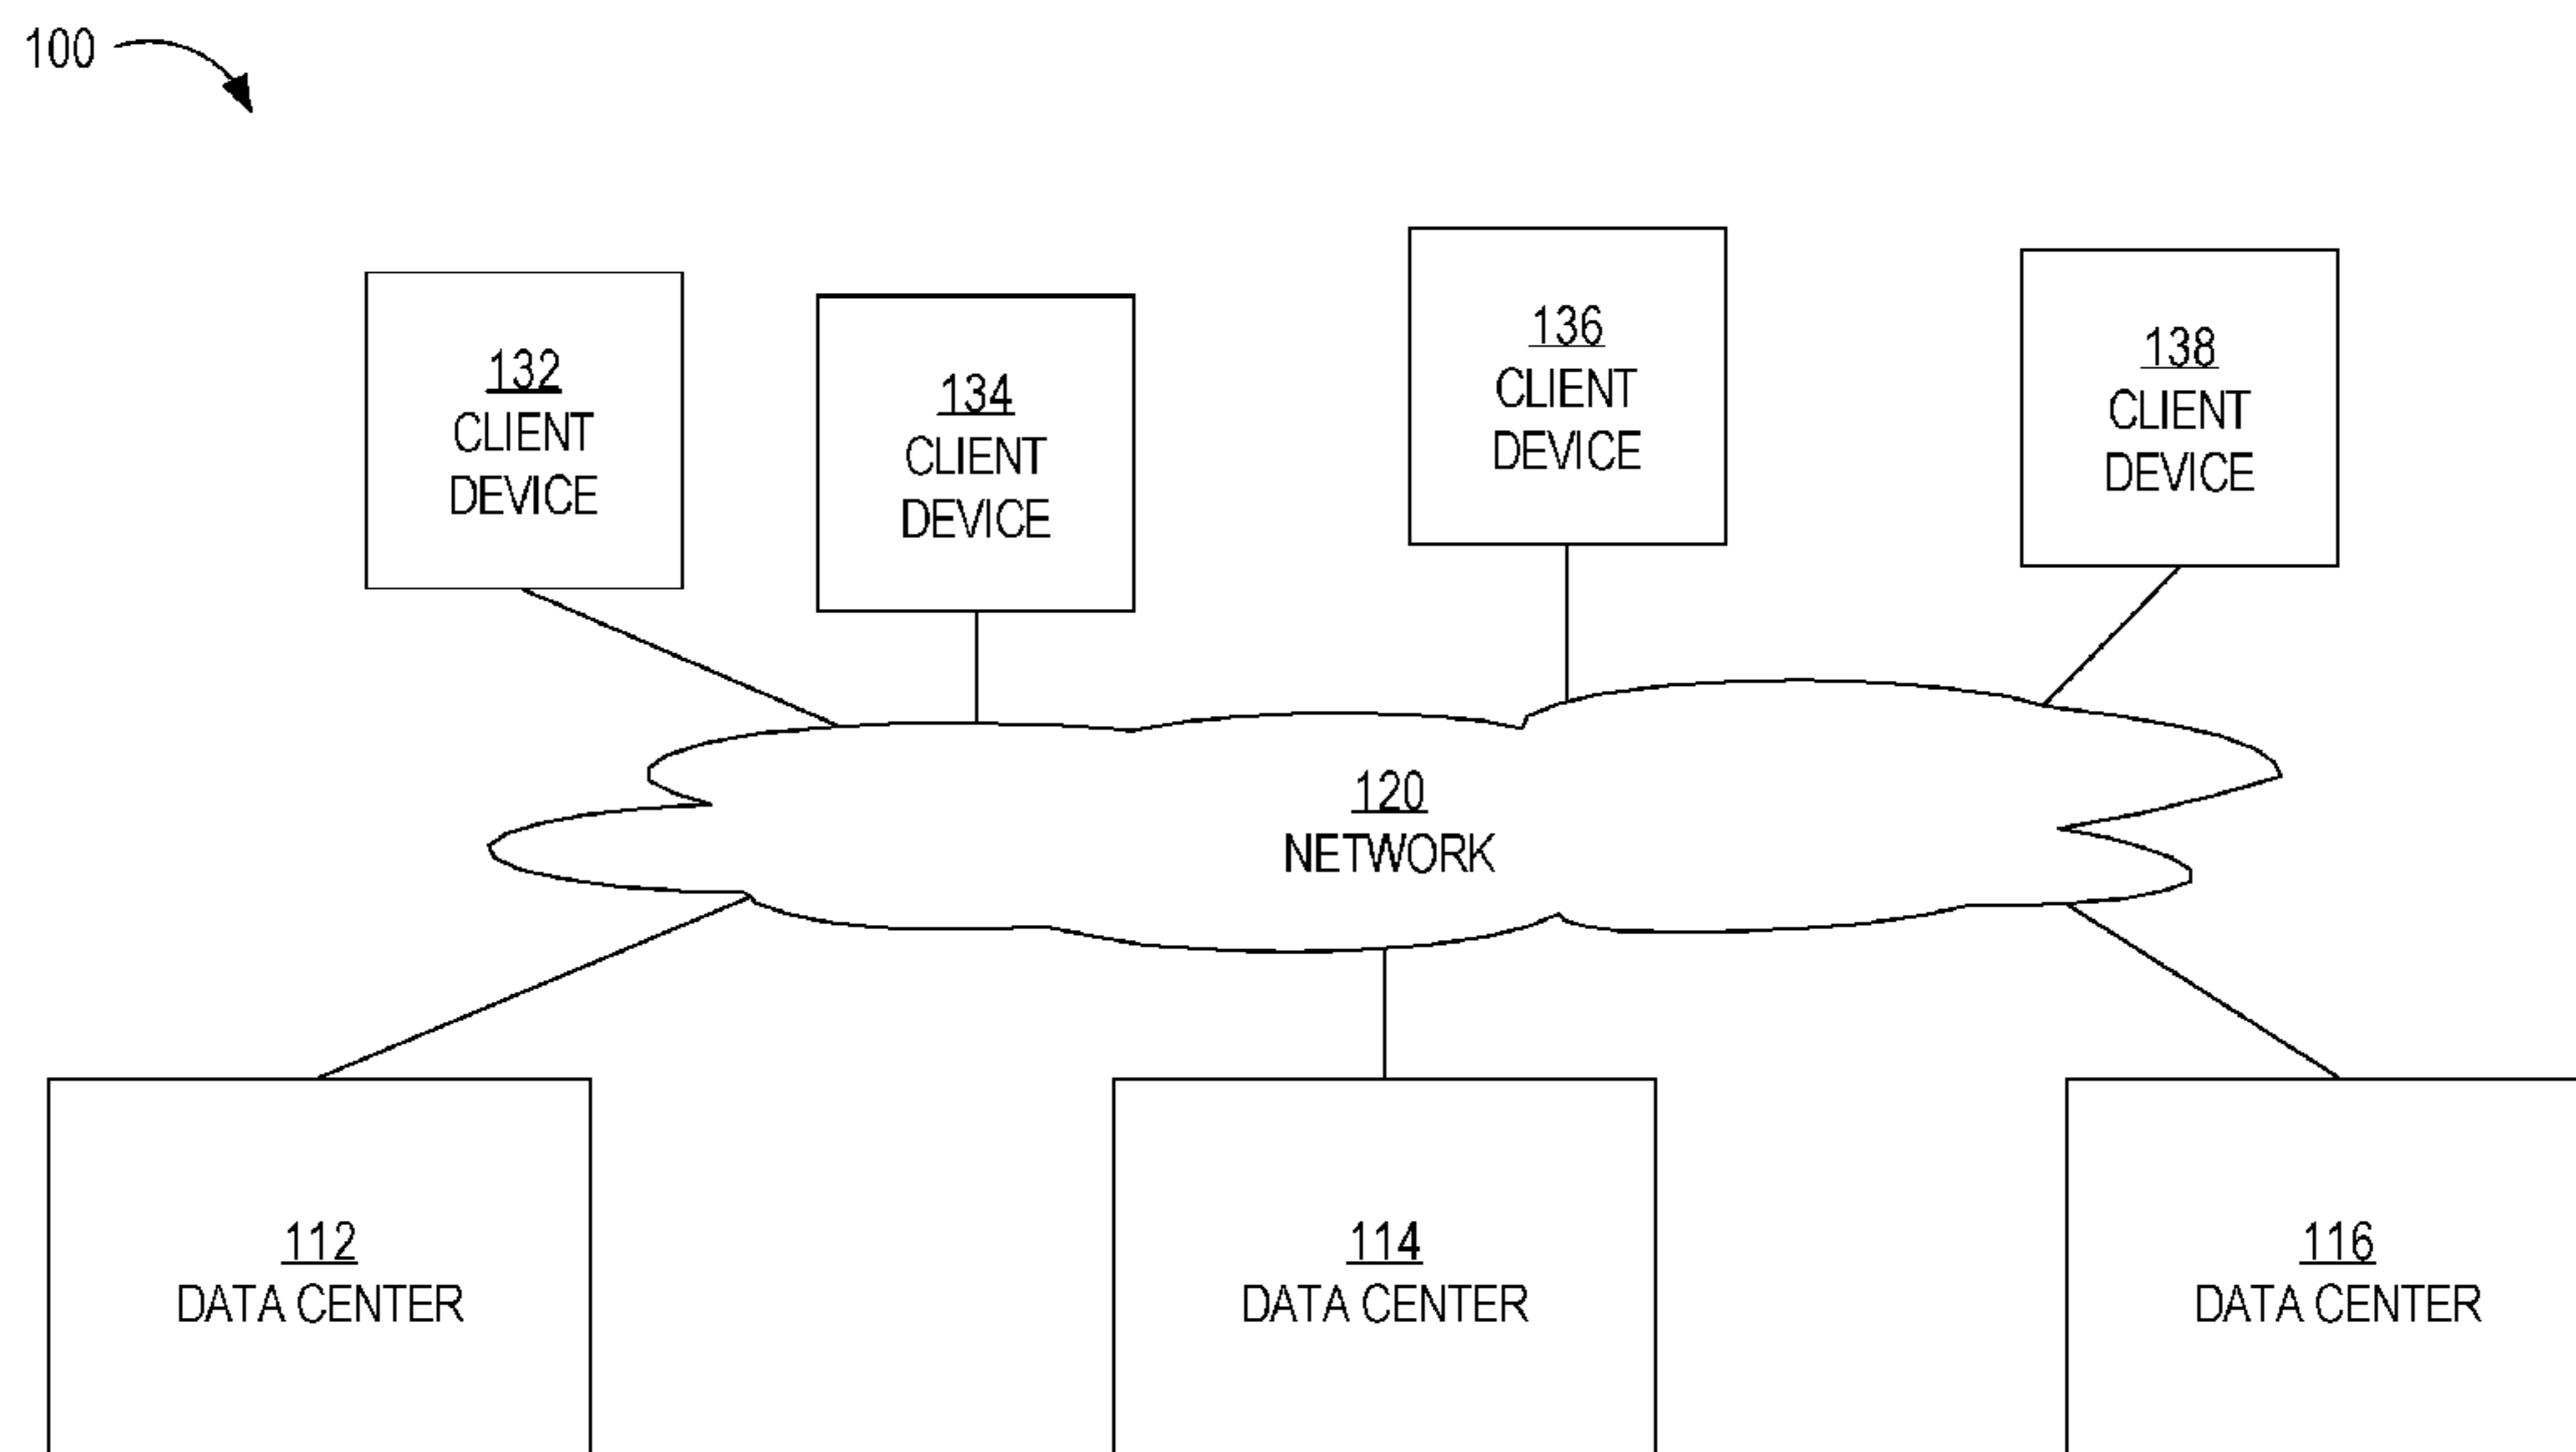 100
132
CLIENT
DEVICE
134
CLIENT
DEVICE
136
CLIENT
DEVICE
138
CLIENT
DEVICE
120
NETWORK
112
DATA CENTER
114
DATA CENTER
116
DATA CENTER